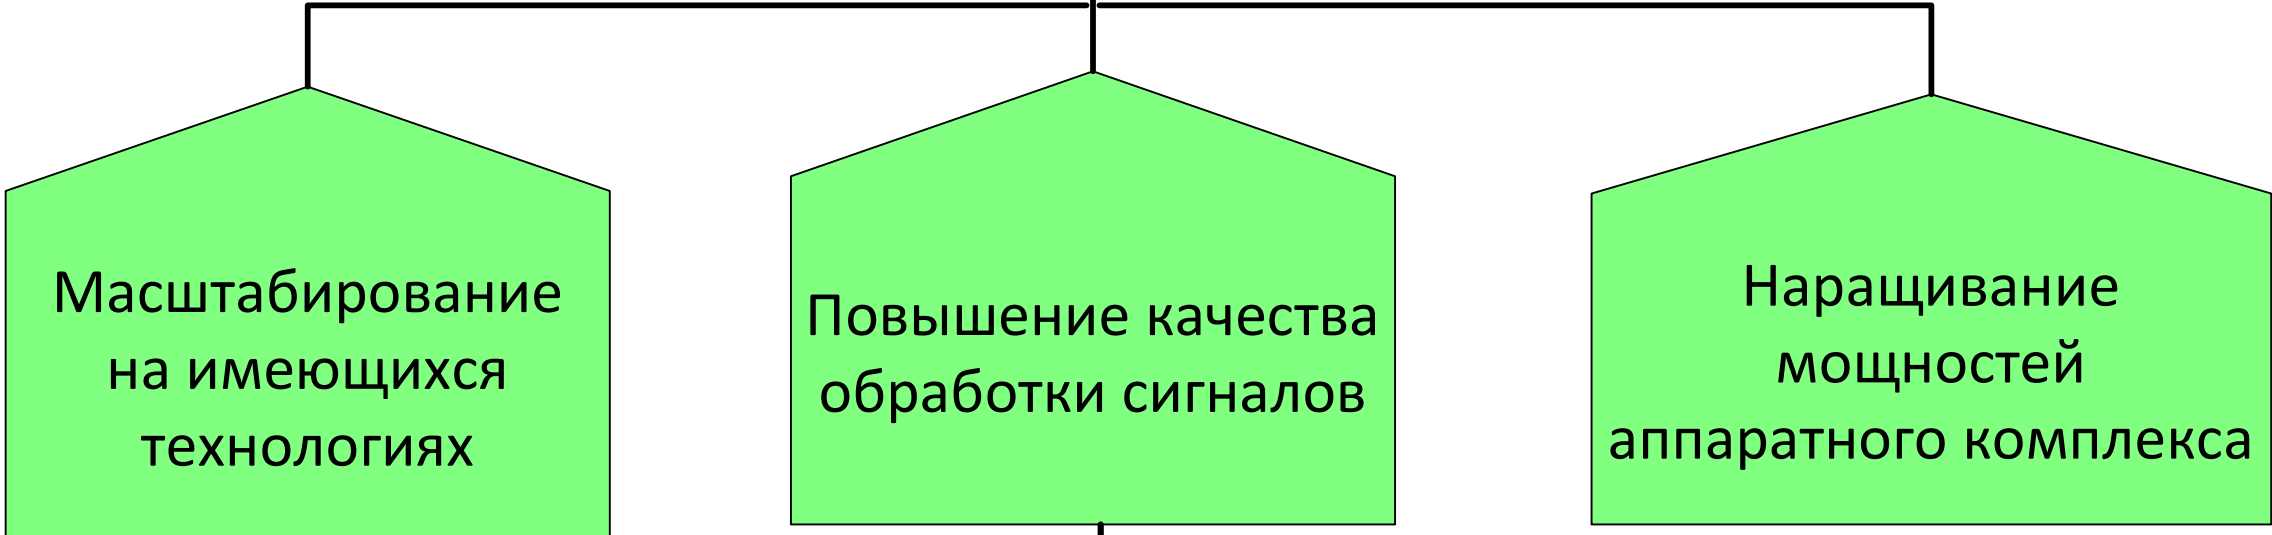 Масштабирование
на имеющихся
технологиях
Повышение качества
обработки сигналов
Наращивание
мощностей
аппаратного комплекса